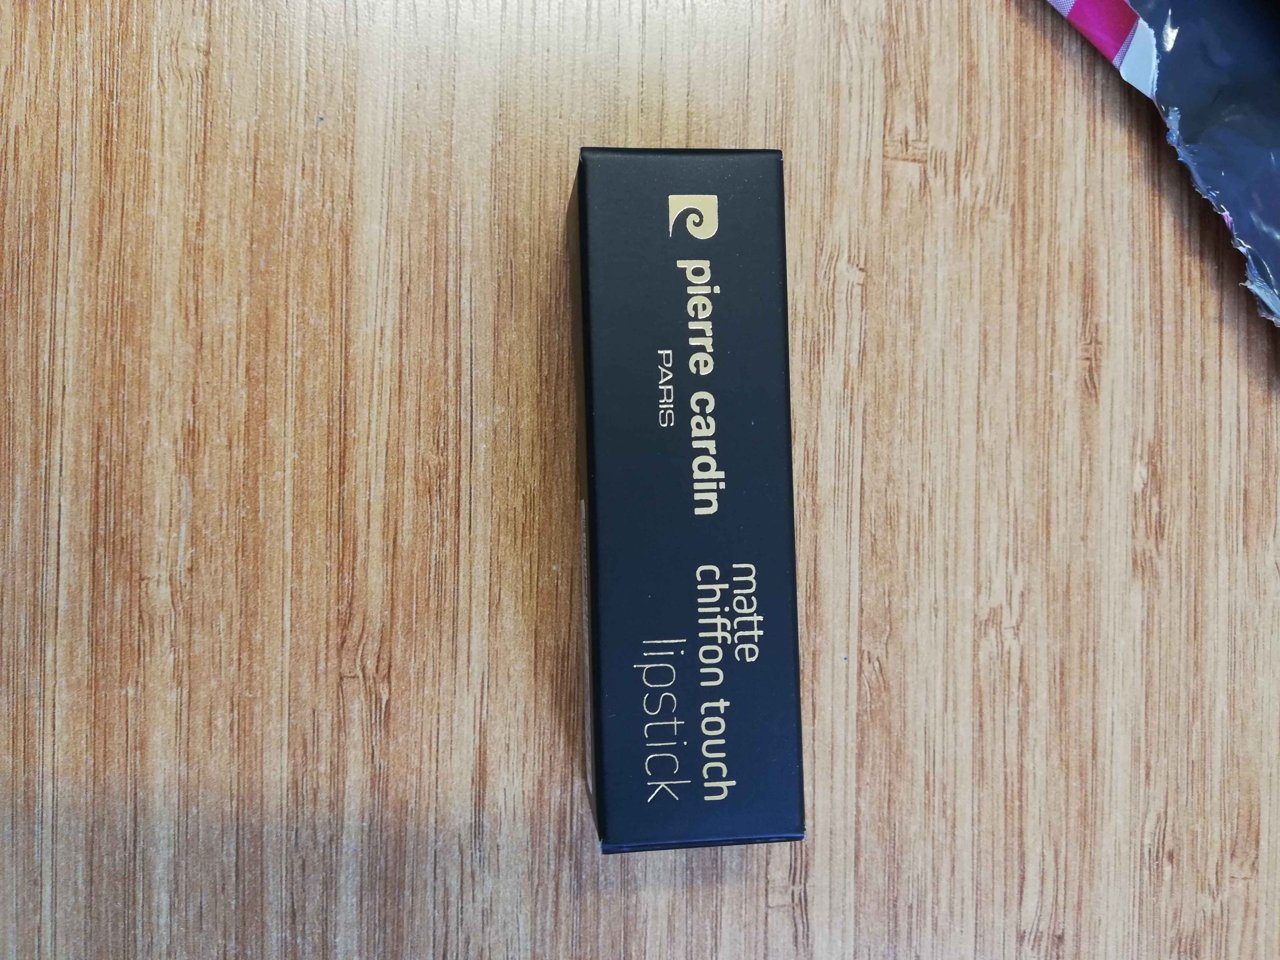 pierre cardin
PARIS
matte
chiffon touch
lipstick